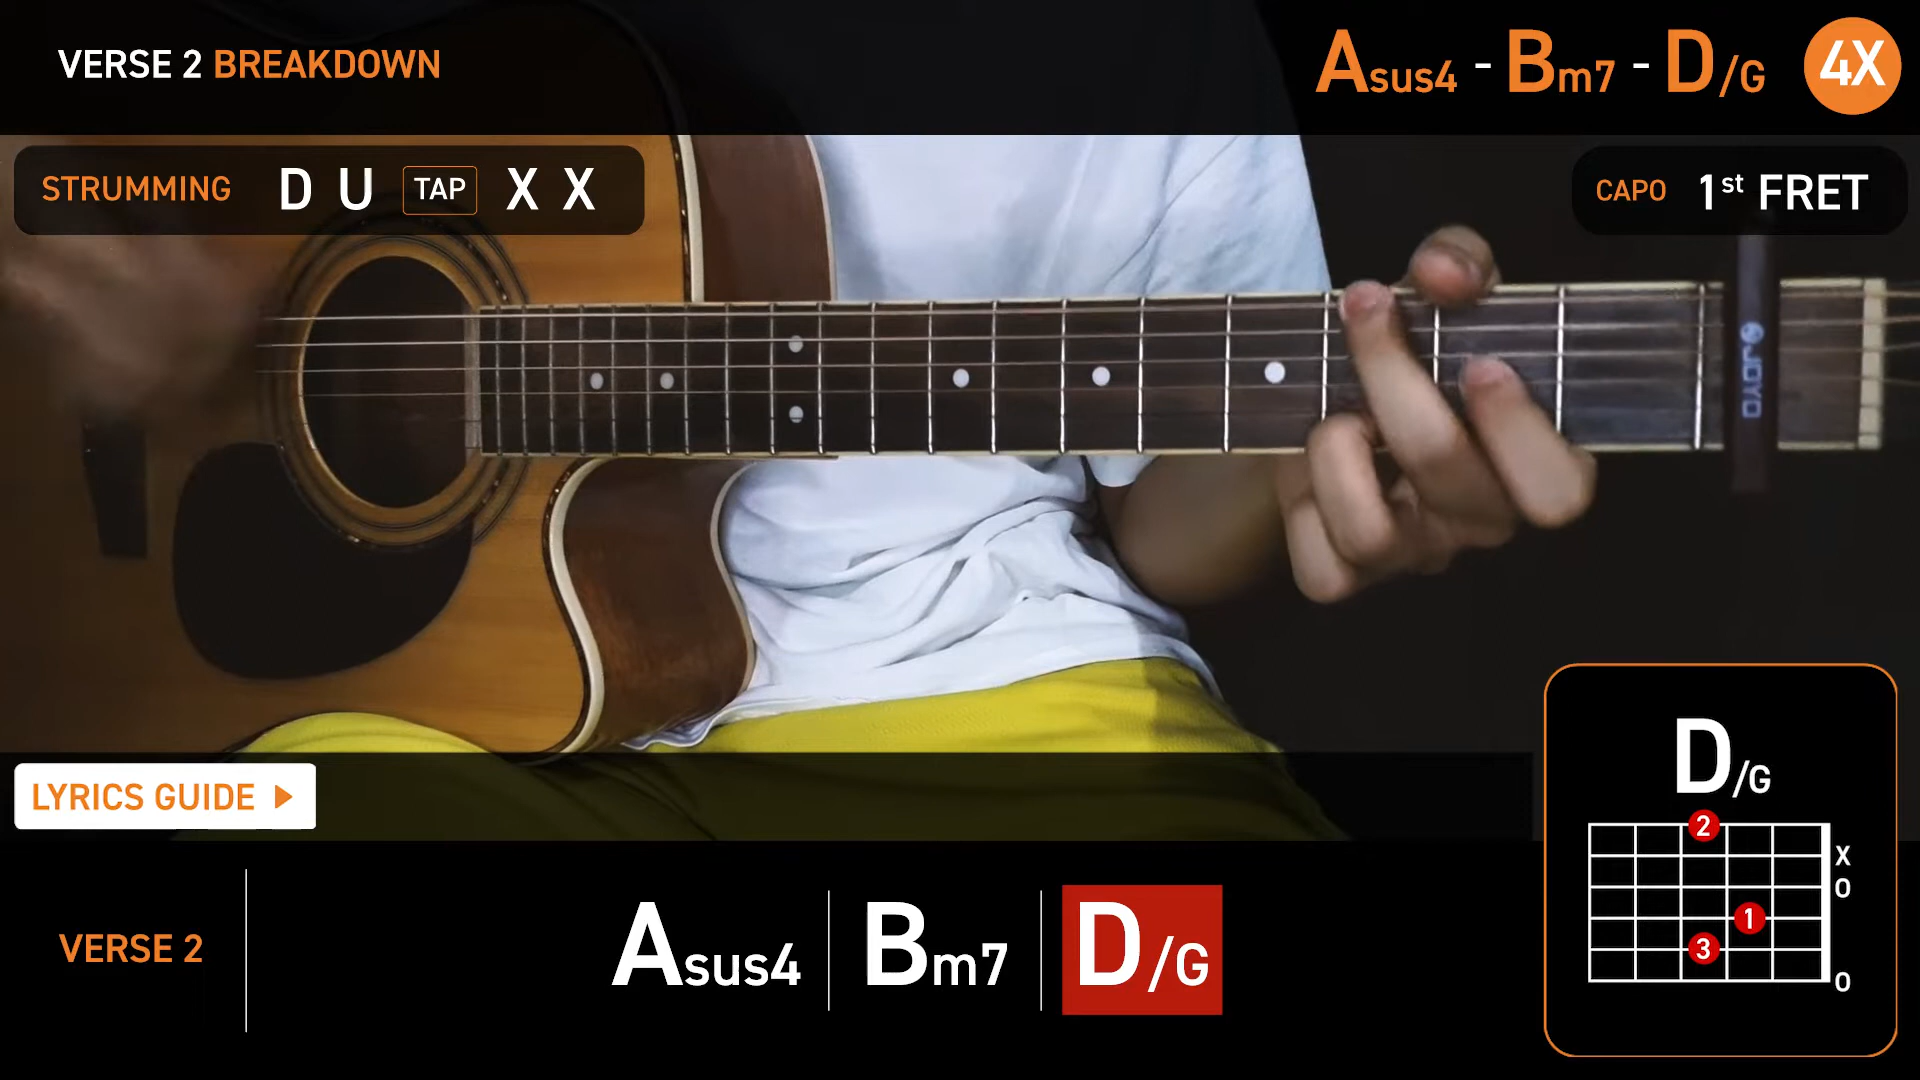 VERSE 2 BREAKDOWN
Asus4 - Bm7 - D/G 4X
STRUMMING D U TAP X X
CAPO 1st FRET
JOYO
LYRICS GUIDE
D/G
2
X
O
1
3
O
VERSE 2
Asus4 Bm7 D/G